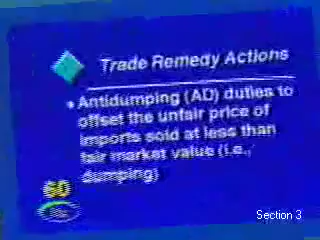 Trade Remedy Actions
• Antidumping (AD) duties to
offset the unfair price of
imports sold at less than
fair market value (i.e.,
dumping)
60
Section 3